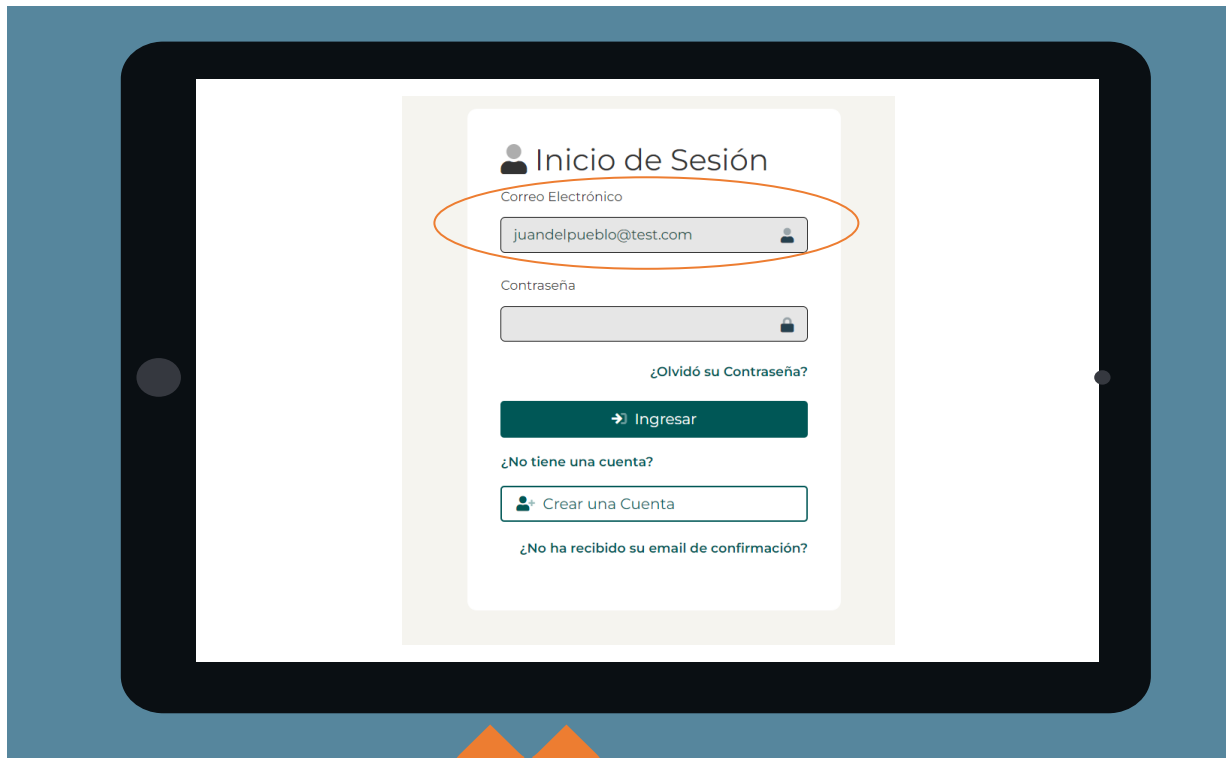 Inicio de Sesión
Correo Electrónico
juandelpueblo@test.com
Contraseña
¿Olvidó su Contraseña?
Ingresar
¿No tiene una cuenta?
Crear una Cuenta
¿No ha recibido su email de confirmación?